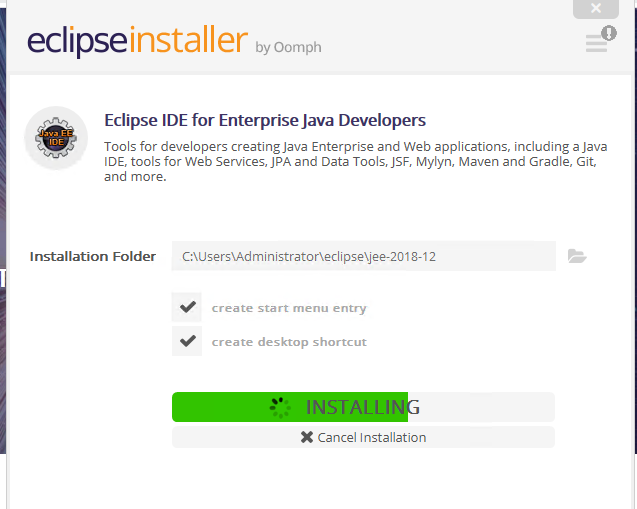 eclipseinstaller by Oomph
Java EE
IDE
Eclipse IDE for Enterprise Java Developers
Tools for developers creating Java Enterprise and Web applications, including a Java
IDE, tools for Web Services, JPA and Data Tools, JSF, Mylyn, Maven and Gradle, Git,
and more.
Installation Folder C:\Users\Administrator\eclipse\jee-2018-12
create start menu entry
create desktop shortcut
INSTALLING
Cancel Installation